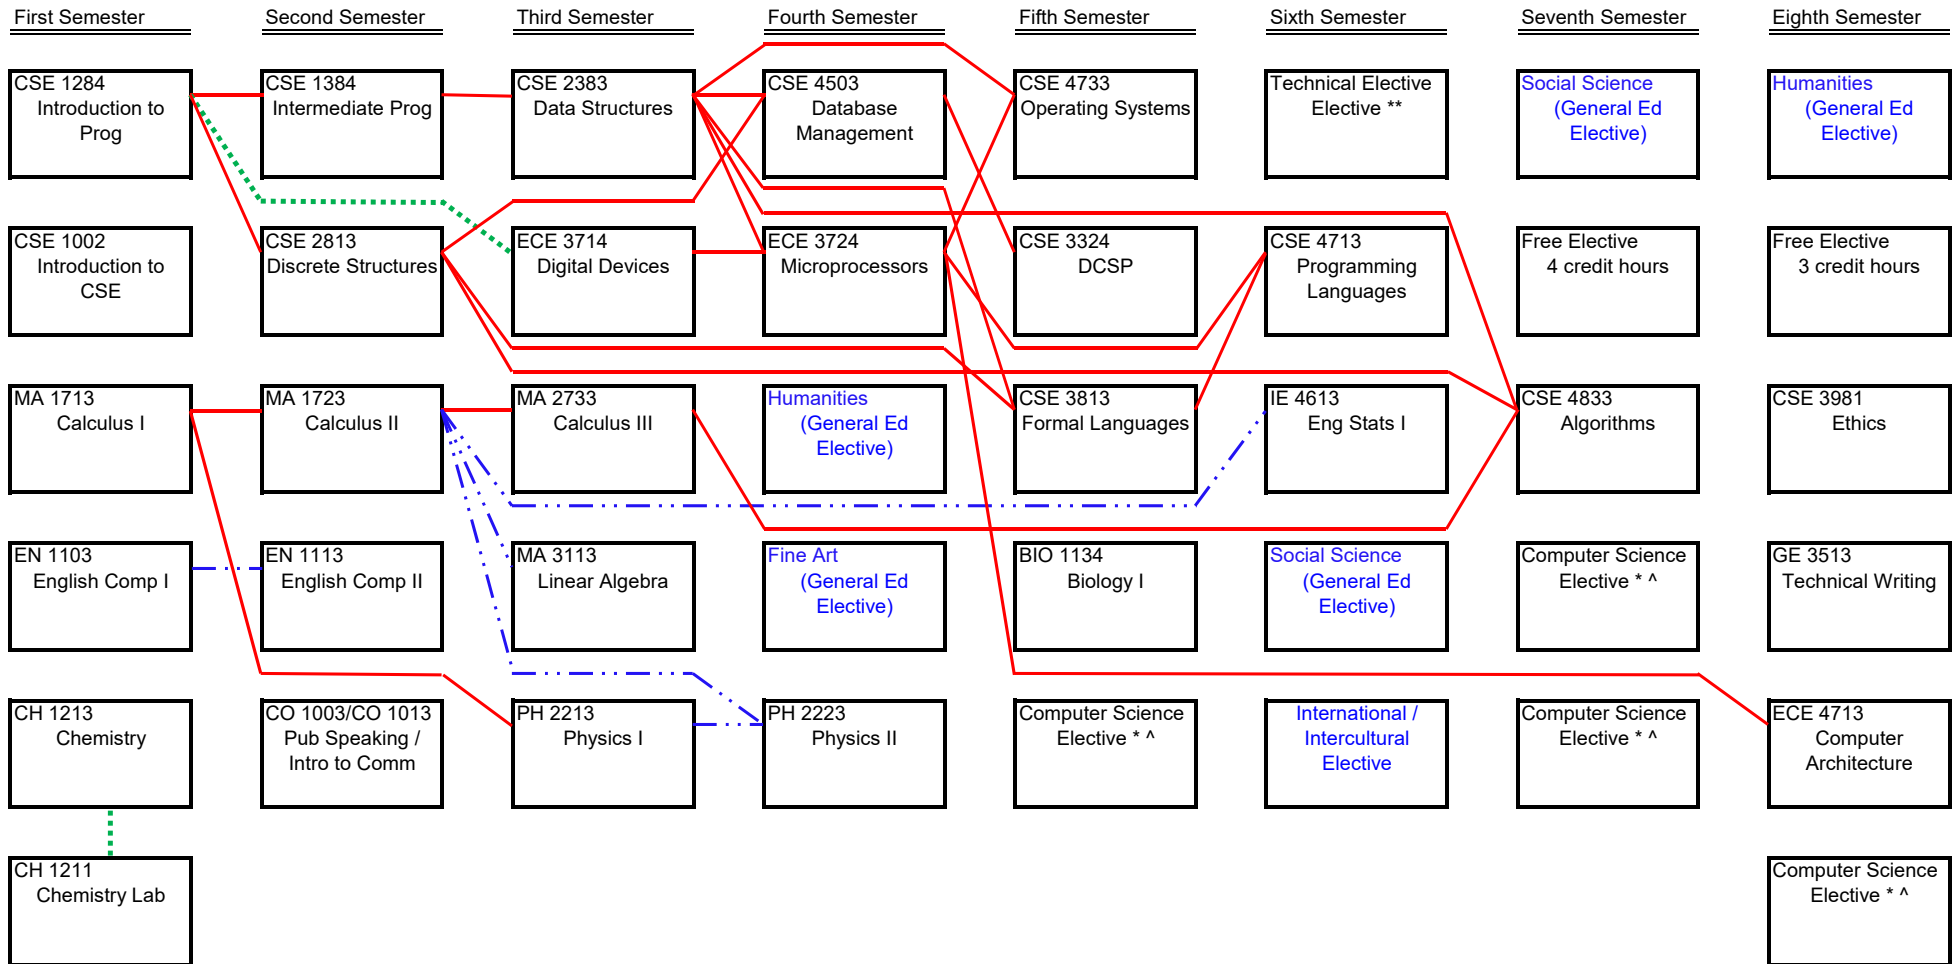 First Semester
Second Semester
Third Semester
Fourth Semester
Fifth Semester
Sixth Semester
Seventh Semester
Eighth Semester
CSE 1284
Introduction to
Prog
CSE 1384
Intermediate Prog
CSE 2383
Data Structures
CSE 4503
Database
Management
CSE 4733
Operating Systems
Technical Elective
Elective **
Social Science
(General Ed
Elective)
Humanities
(General Ed
Elective)
CSE 1002
Introduction to
CSE
CSE 2813
Discrete Structures
ECE 3714
Digital Devices
ECE 3724
Microprocessors
CSE 3324
DCSP
CSE 4713
Programming
Languages
Free Elective
4 credit hours
Free Elective
3 credit hours
MA 1713
Calculus I
MA 1723
Calculus II
MA 2733
Calculus III
Humanities
(General Ed
Elective)
CSE 3813
Formal Languages
IE 4613
Eng Stats I
CSE 4833
Algorithms
CSE 3981
Ethics
EN 1103
English Comp I
EN 1113
English Comp II
MA 3113
Linear Algebra
Fine Art
(General Ed
Elective)
BIO 1134
Biology I
Social Science
(General Ed
Elective)
Computer Science
Elective * ^
GE 3513
Technical Writing
CH 1213
Chemistry
CO 1003/CO 1013
Pub Speaking /
Intro to Comm
PH 2213
Physics I
PH 2223
Physics II
Computer Science
Elective * ^
International /
Intercultural
Elective
Computer Science
Elective * ^
ECE 4713
Computer
Architecture
CH 1211
Chemistry Lab
Computer Science
Elective * ^